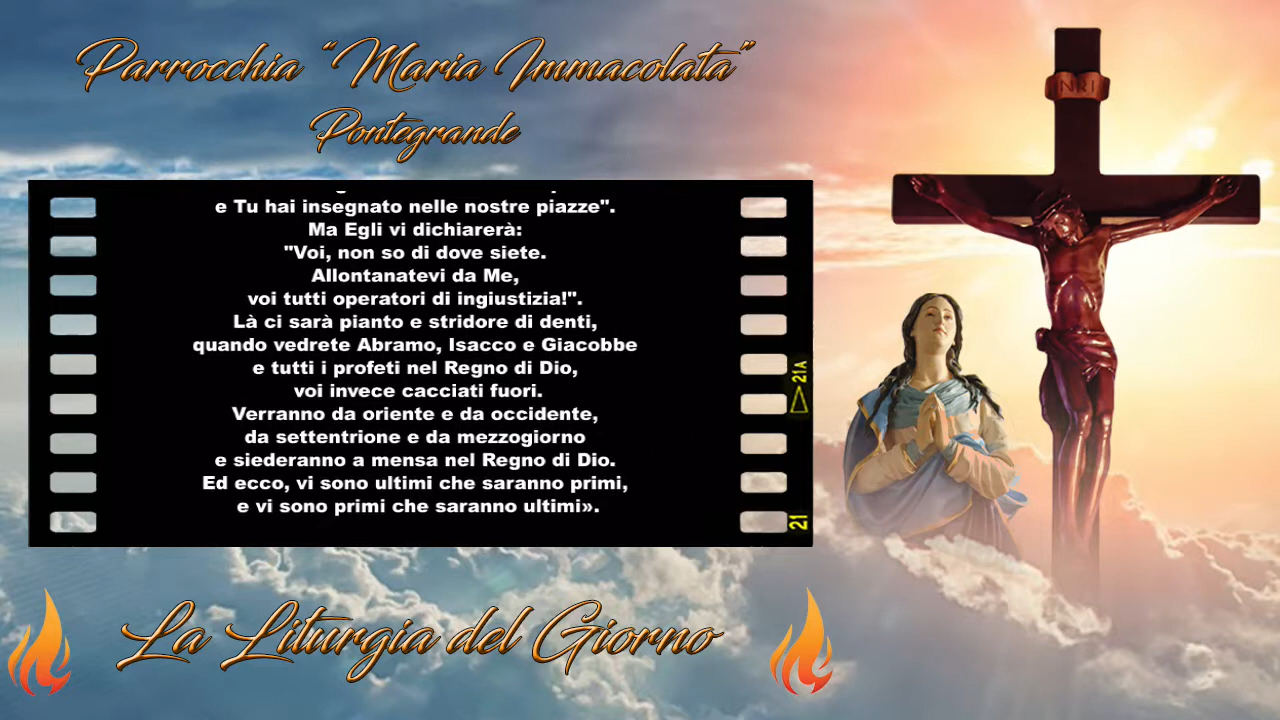 Parrocchia “Maria Immacolata”
Pontegrande
INRI
e Tu hai insegnato nelle nostre piazze".
Ma Egli vi dichiarerà:
"Voi, non so di dove siete.
Allontanatevi da Me,
voi tutti operatori di ingiustizia!".
Là ci sarà pianto e stridore di denti,
quando vedrete Abramo, Isacco e Giacobbe
e tutti i profeti nel Regno di Dio,
voi invece cacciati fuori.
Verranno da oriente e da occidente,
da settentrione e da mezzogiorno
e siederanno a mensa nel Regno di Dio.
Ed ecco, vi sono ultimi che saranno primi,
e vi sono primi che saranno ultimi».
21A
21
La Liturgia del Giorno